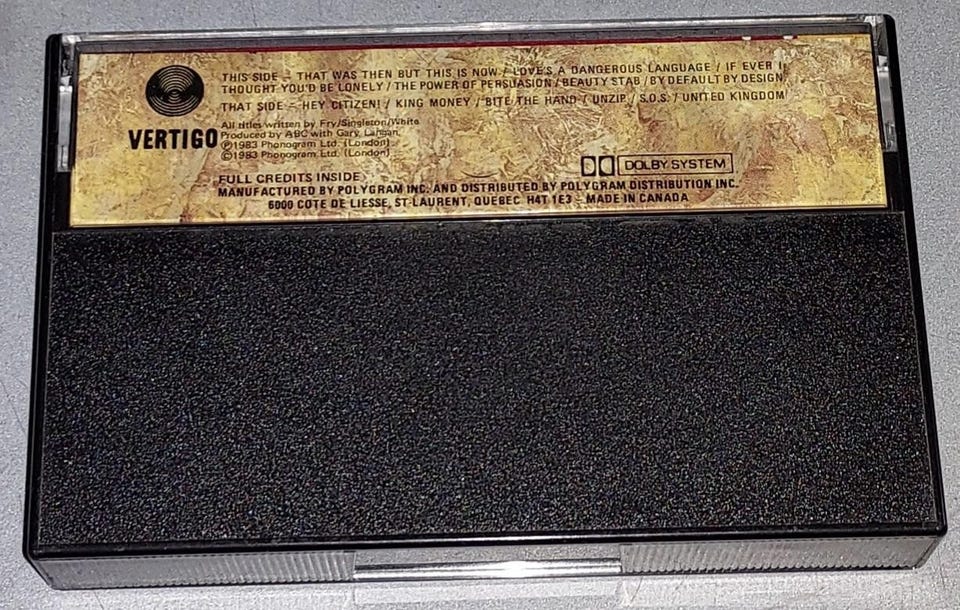 THIS SIDE – THAT WAS THEN BUT THIS IS NOW / LOVE'S A DANGEROUS LANGUAGE / IF EVER I
THOUGHT YOU'D BE LONELY / THE POWER OF PERSUASION / BEAUTY STAB / BY DEFAULT BY DESIGN
THAT SIDE – HEY CITIZEN! / KING MONEY / BITE THE HAND / UNZIP / S.O.S. / UNITED KINGDOM
All titles written by Fry/Singleton/White
VERTIGO
Produced by ABC with Gary Langan.
Ⓟ1983 Phonogram Ltd. (London)
©1983 Phonogram Ltd. (London)
DOLBY SYSTEM
FULL CREDITS INSIDE
MANUFACTURED BY POLYGRAM INC. AND DISTRIBUTED BY POLYGRAM DISTRIBUTION INC.
6000 COTE DE LIESSE, ST LAURENT, QUEBEC H4T 1E3 – MADE IN CANADA